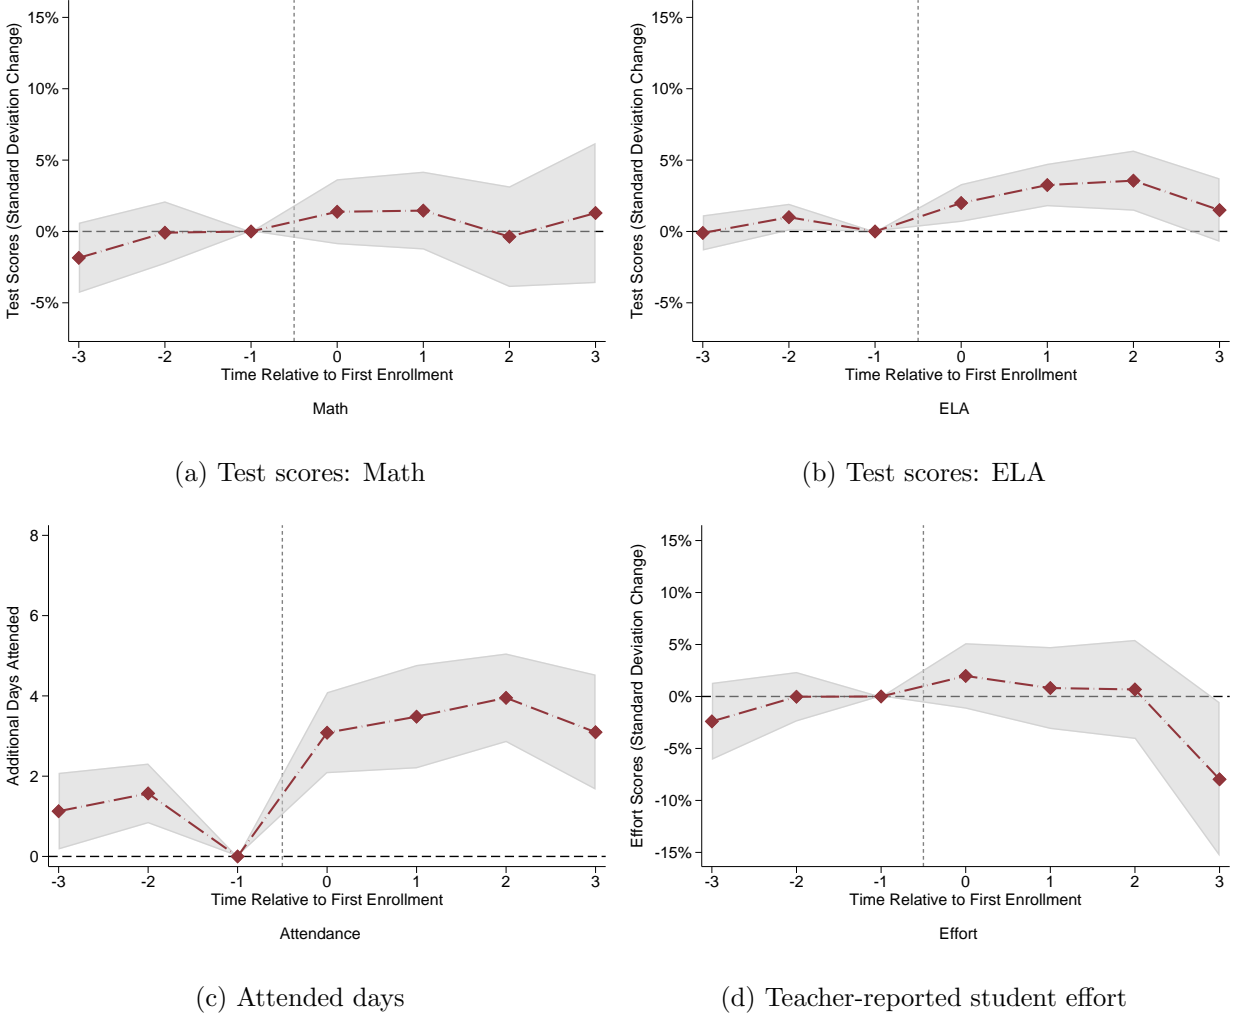 Test Scores (Standard Deviation Change)
15%
10%
5%
0%
-5%
-3 -2 -1 0 1 2 3
Time Relative to First Enrollment
Math
(a) Test scores: Math
Test Scores (Standard Deviation Change)
15%
10%
5%
0%
-5%
-3 -2 -1 0 1 2 3
Time Relative to First Enrollment
ELA
(b) Test scores: ELA
Additional Days Attended
8
6
4
2
0
-3 -2 -1 0 1 2 3
Time Relative to First Enrollment
Attendance
(c) Attended days
Effort Scores (Standard Deviation Change)
15%
10%
5%
0%
-5%
-10%
-15%
-3 -2 -1 0 1 2 3
Time Relative to First Enrollment
Effort
(d) Teacher-reported student effort